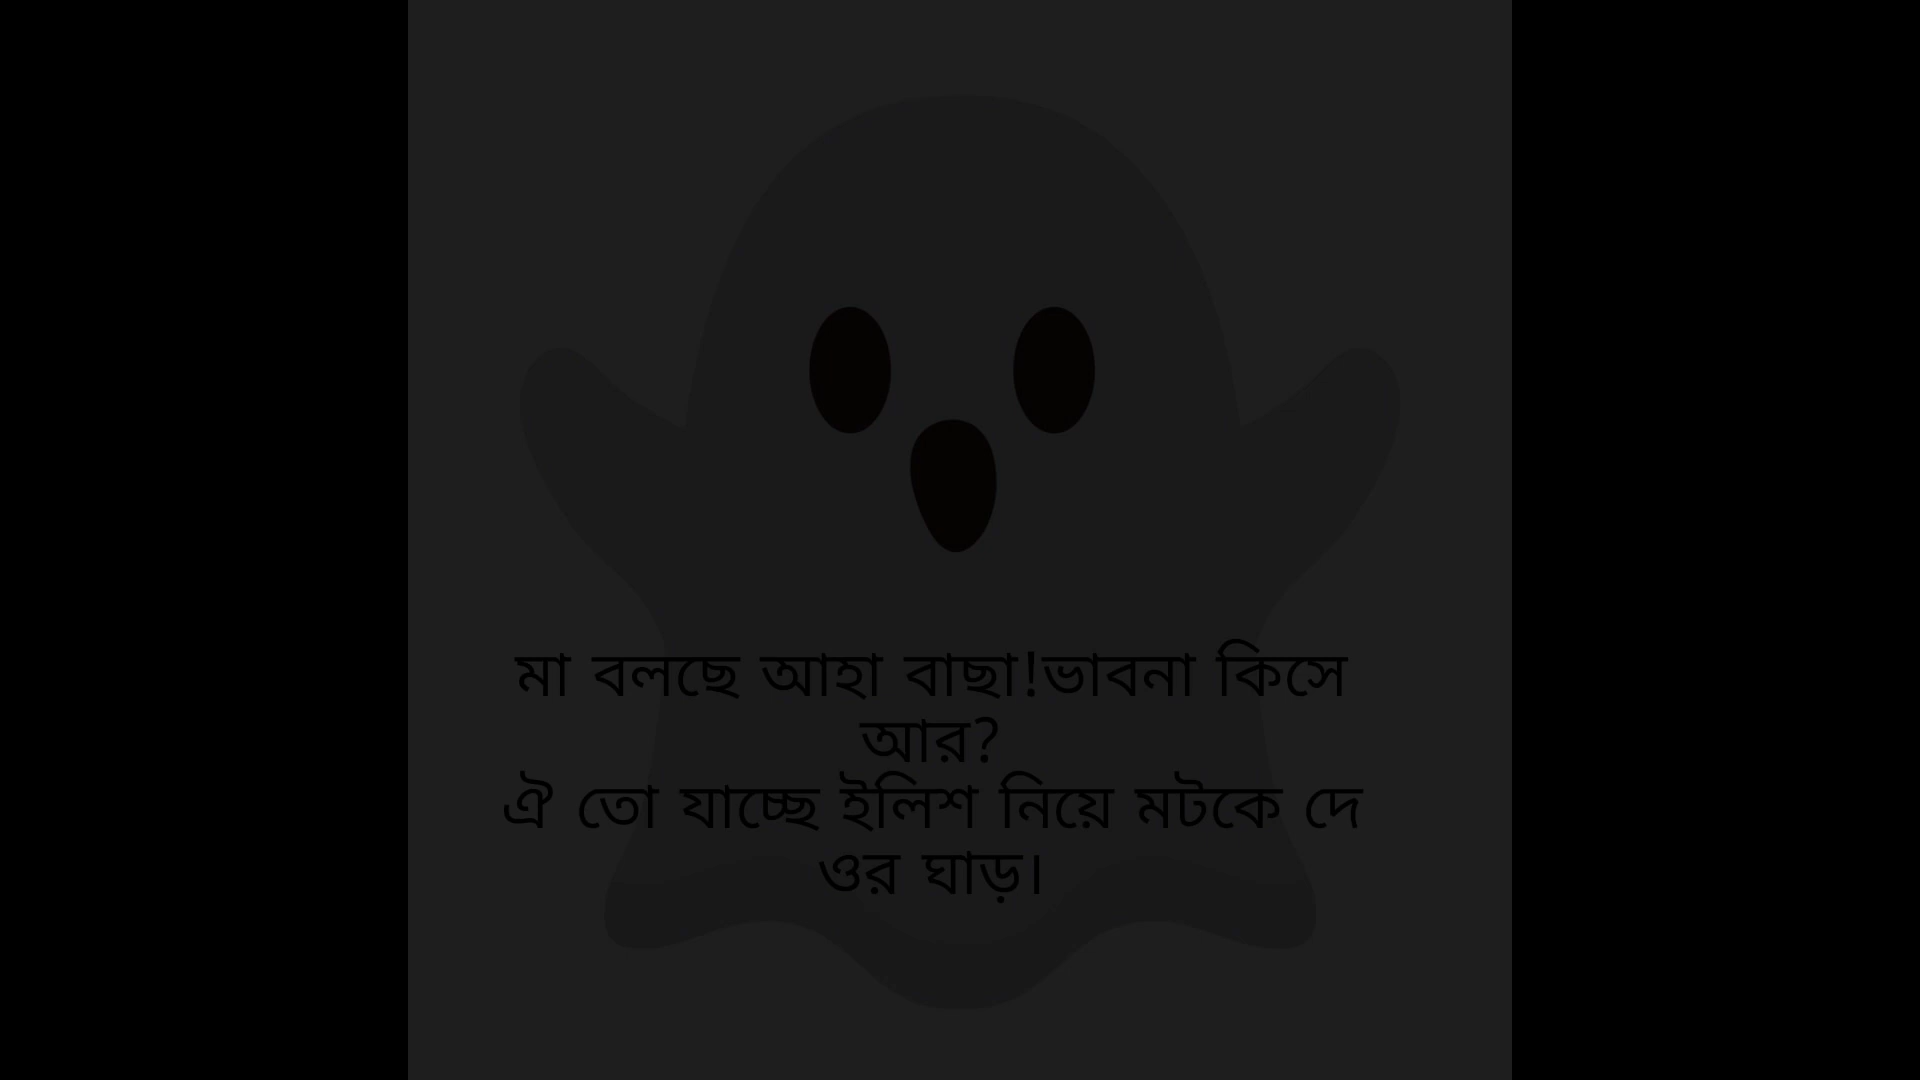 মা বলছে আহা বাছা!ভাবনা কিসে
আর?
ঐ তো যাচ্ছে ইলিশ নিয়ে মটকে দে
ওর ঘাড়।